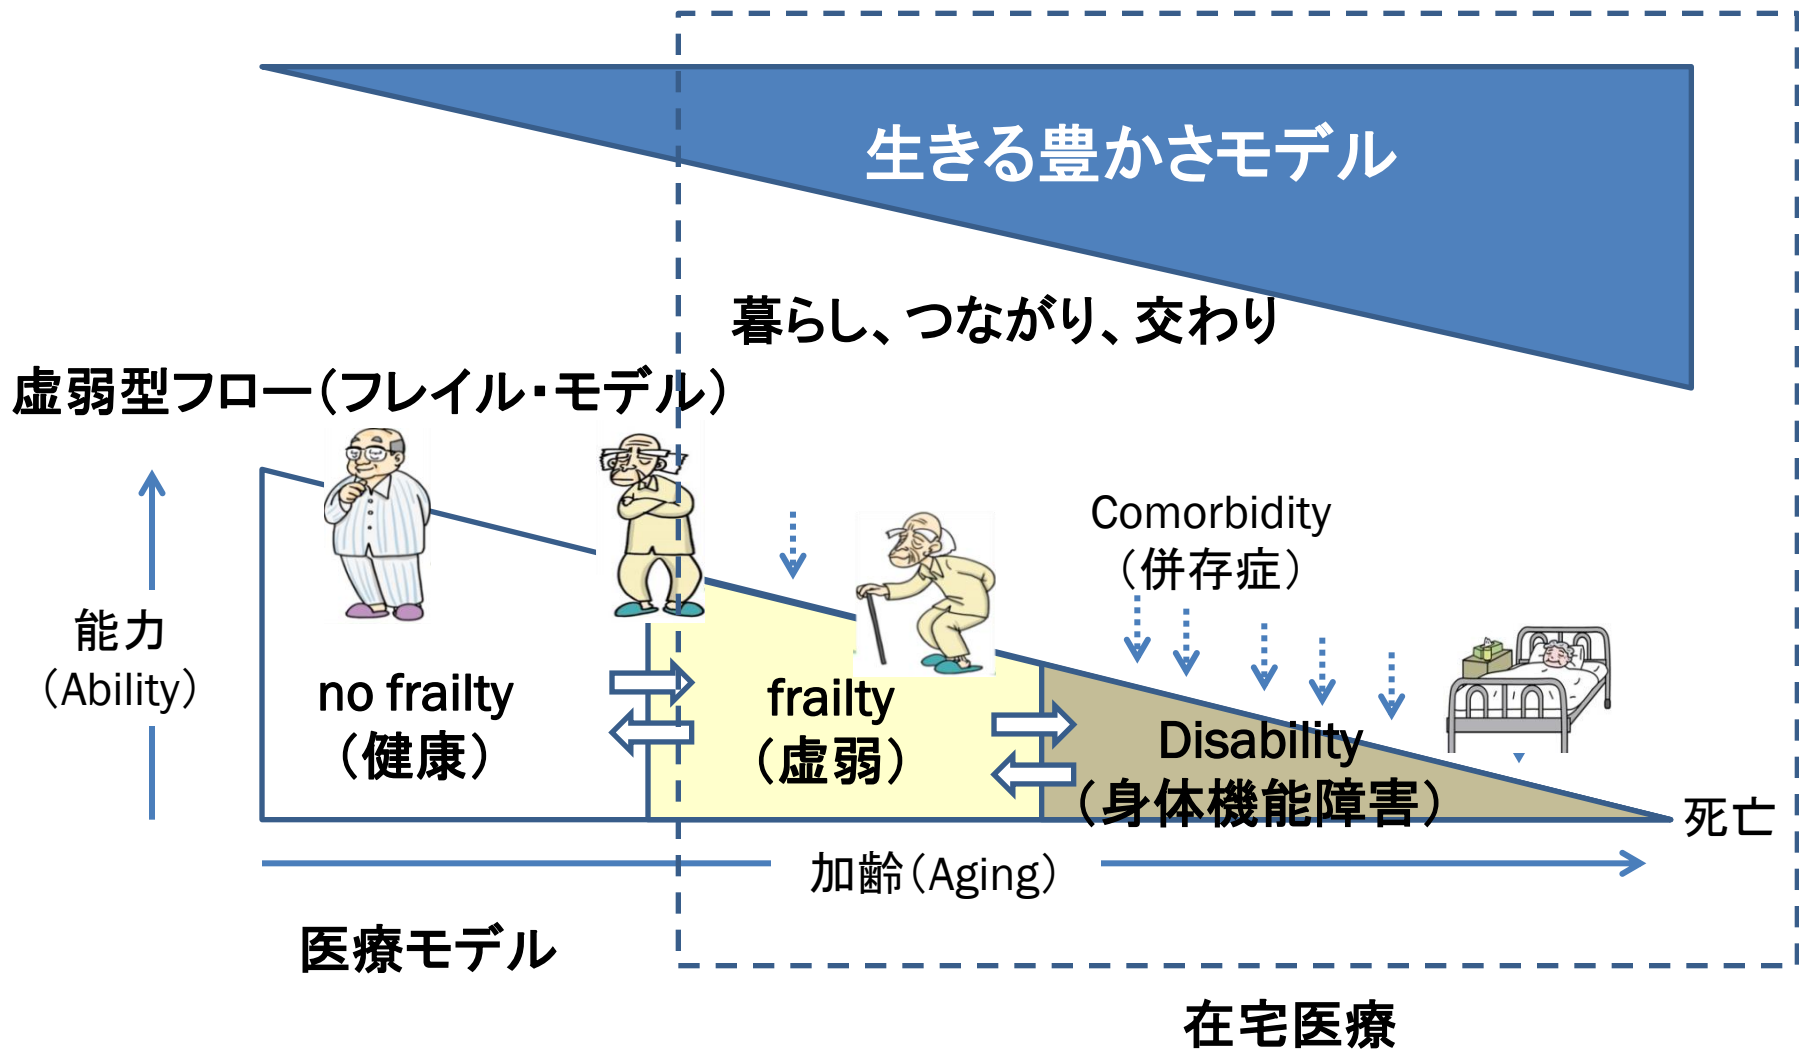 生きる豊かさモデル
暮らし、つながり、交わり
虚弱型フロー(フレイル・モデル)
Comorbidity
(併存症)
能力
(Ability)
no frailty
(健康)
frailty
(虚弱)
Disability
(身体機能障害)
死亡
加齢(Aging)
医療モデル
在宅医療